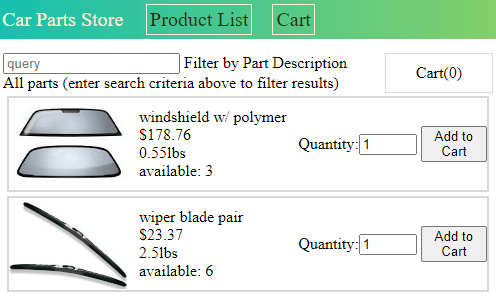 Car Parts Store Product List Cart
query Filter by Part Description
All parts (enter search criteria above to filter results)
Cart(0)
windshield w/ polymer
$178.76
0.55lbs
available: 3
Quantity: 1
Add to
Cart
wiper blade pair
$23.37
2.5lbs
available: 6
Quantity: 1
Add to
Cart